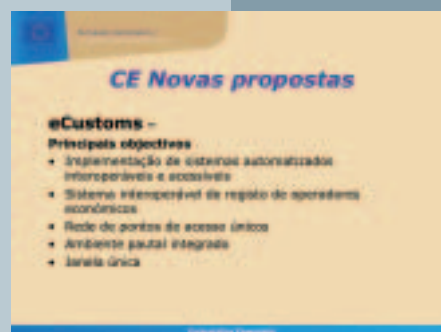 CE Novas propostas
eCustoms –
Principais objectivos
• Implementação de sistemas automatizados
interoperáveis e acessíveis
• Sistema interoperável de registo de operadores
económicos
• Rede de pontos de acesso únicos
• Ambiente pautal integrado
• Janela única